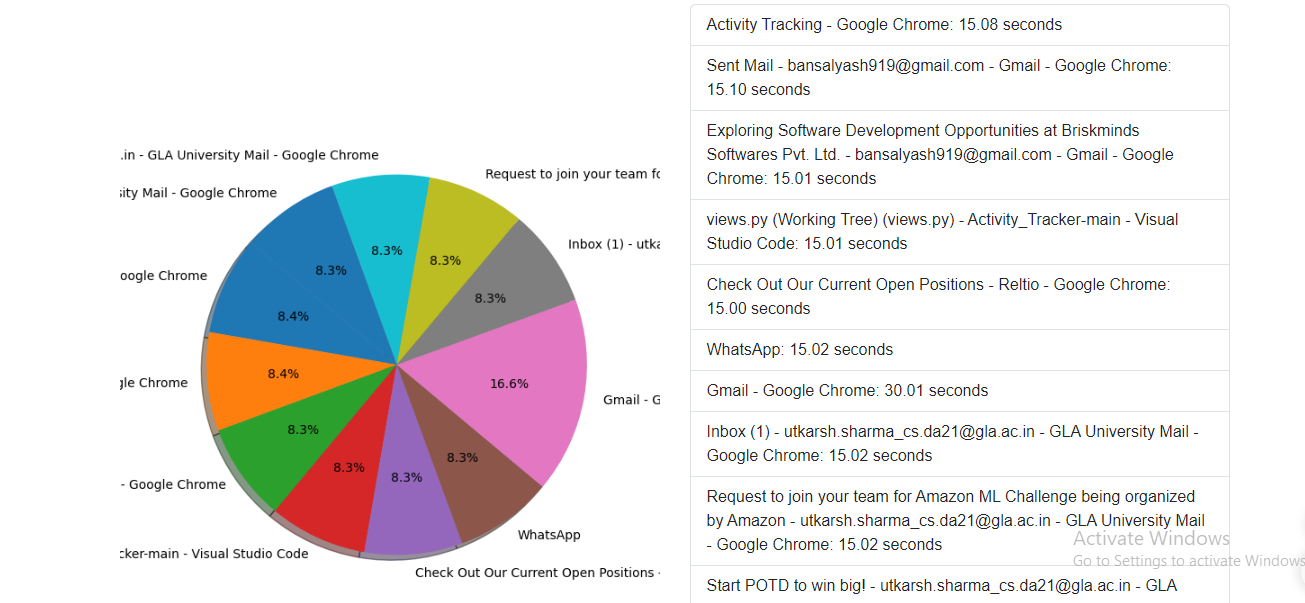 .in - GLA University Mail - Google Chrome
sity Mail - Google Chrome
oogle Chrome
gle Chrome
- Google Chrome
cker-main - Visual Studio Code
Request to join your team fo
Inbox (1) - utka
Gmail - G
WhatsApp
Check Out Our Current Open Positions -
8.3%
8.3%
8.3%
8.3%
8.4%
8.4%
16.6%
8.3%
8.3%
8.3%
8.3%
Activity Tracking - Google Chrome: 15.08 seconds
Sent Mail - bansalyash919@gmail.com - Gmail - Google Chrome:
15.10 seconds
Exploring Software Development Opportunities at Briskminds
Softwares Pvt. Ltd. - bansalyash919@gmail.com - Gmail - Google
Chrome: 15.01 seconds
views.py (Working Tree) (views.py) - Activity_Tracker-main - Visual
Studio Code: 15.01 seconds
Check Out Our Current Open Positions - Reltio - Google Chrome:
15.00 seconds
WhatsApp: 15.02 seconds
Gmail - Google Chrome: 30.01 seconds
Inbox (1) - utkarsh.sharma_cs.da21@gla.ac.in - GLA University Mail -
Google Chrome: 15.02 seconds
Request to join your team for Amazon ML Challenge being organized
by Amazon - utkarsh.sharma_cs.da21@gla.ac.in - GLA University Mail
- Google Chrome: 15.02 seconds
Start POTD to win big! - utkarsh.sharma_cs.da21@gla.ac.in - GLA
Activate Windows
Go to Settings to activate Windows